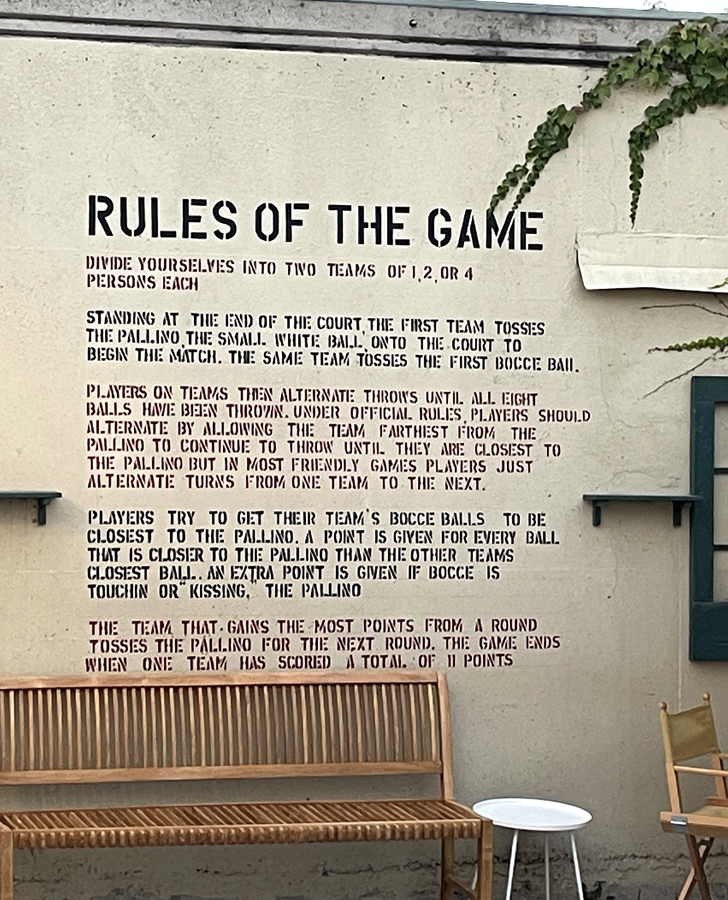 RULES OF THE GAME
DIVIDE YOURSELVES INTO TWO TEAMS OF 1,2, OR 4
PERSONS EACH
STANDING AT THE END OF THE COURT, THE FIRST TEAM TOSSES
THE PALLINO, THE SMALL WHITE BALL, ONTO THE COURT TO
BEGIN THE MATCH. THE SAME TEAM TOSSES THE FIRST BOCCE BALL.
PLAYERS ON TEAMS THEN ALTERNATE THROWS UNTIL ALL EIGHT
BALLS HAVE BEEN THROWN. UNDER OFFICIAL RULES, PLAYERS SHOULD
ALTERNATE BY ALLOWING THE TEAM FARTHEST FROM THE
PALLINO TO CONTINUE TO THROW UNTIL THEY ARE CLOSEST TO
THE PALLINO BUT IN MOST FRIENDLY GAMES PLAYERS JUST
ALTERNATE TURNS FROM ONE TEAM TO THE NEXT.
PLAYERS TRY TO GET THEIR TEAM'S BOCCE BALLS TO BE
CLOSEST TO THE PALLINO. A POINT IS GIVEN FOR EVERY BALL
THAT IS CLOSER TO THE PALLINO THAN THE OTHER TEAMS
CLOSEST BALL. AN EXTRA POINT IS GIVEN IF BOCCE IS
TOUCHIN OR "KISSING," THE PALLINO
THE TEAM THAT GAINS THE MOST POINTS FROM A ROUND
TOSSES THE PALLINO FOR THE NEXT ROUND. THE GAME ENDS
WHEN ONE TEAM HAS SCORED A TOTAL OF 11 POINTS